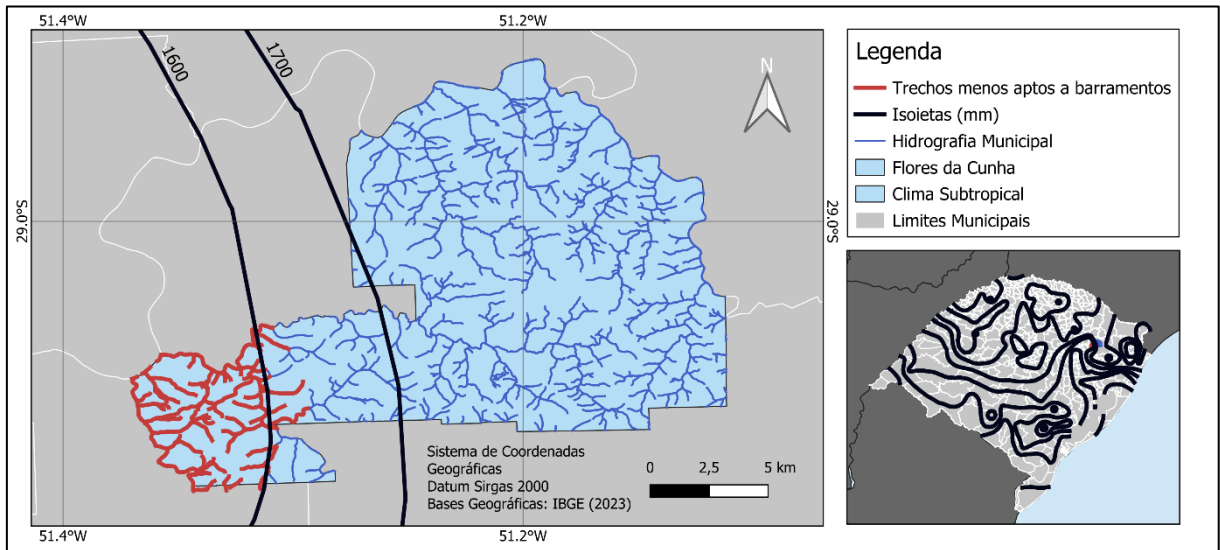 51.4°W
51.2°W
1600
1700
N
29.0°S
29.0°S
Sistema de Coordenadas
Geográficas
Datum Sirgas 2000
Bases Geográficas: IBGE (2023)
0 2,5 5 km
51.4°W
51.2°W
Legenda
Trechos menos aptos a barramentos
Isoietas (mm)
Hidrografia Municipal
Flores da Cunha
Clima Subtropical
Limites Municipais